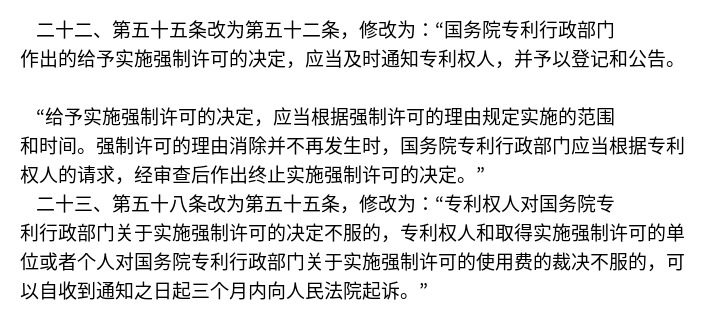 二十二、第五十五条改为第五十二条，修改为：“国务院专利行政部门
作出的给予实施强制许可的决定，应当及时通知专利权人，并予以登记和公告。
“给予实施强制许可的决定，应当根据强制许可的理由规定实施的范围
和时间。强制许可的理由消除并不再发生时，国务院专利行政部门应当根据专利
权人的请求，经审查后作出终止实施强制许可的决定。”
二十三、第五十八条改为第五十五条，修改为：“专利权人对国务院专
利行政部门关于实施强制许可的决定不服的，专利权人和取得实施强制许可的单
位或者个人对国务院专利行政部门关于实施强制许可的使用费的裁决不服的，可
以自收到通知之日起三个月内向人民法院起诉。”